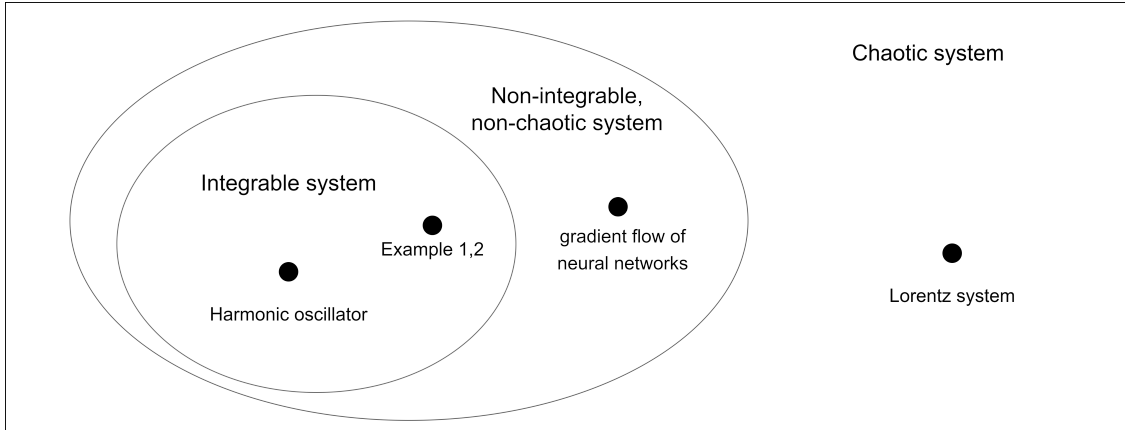 Chaotic system
Non-integrable,
non-chaotic system
Integrable system
Example 1,2
gradient flow of
neural networks
Harmonic oscillator
Lorentz system